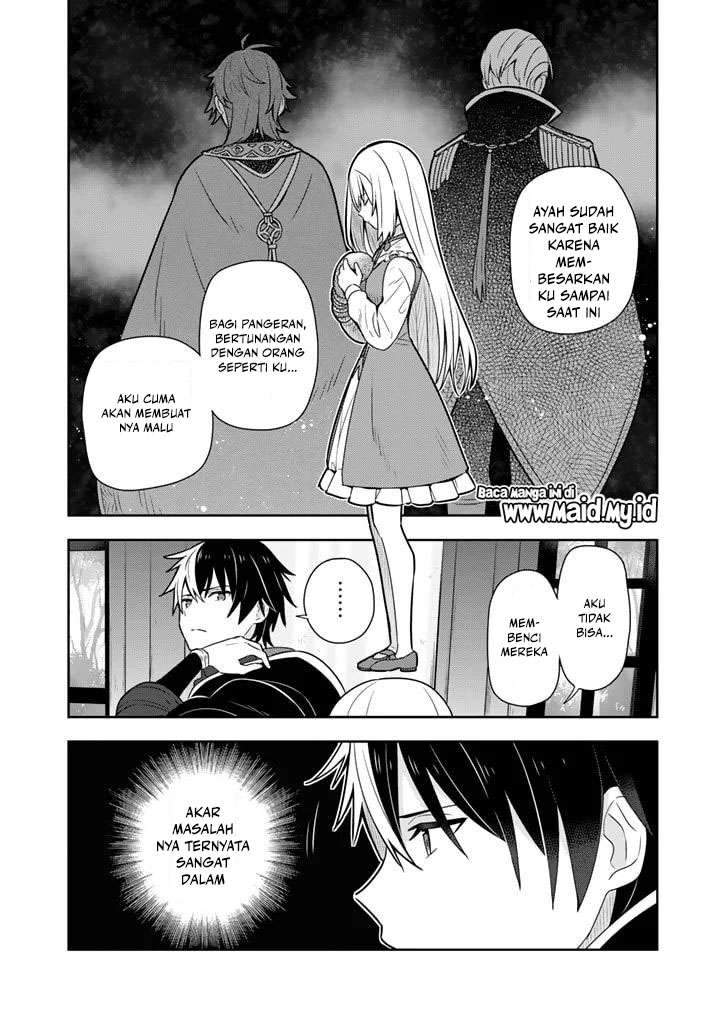 AYAH SUDAH
SANGAT BAIK
KARENA
MEM-
BESARKAN
KU SAMPAI
SAAT INI
BAGI PANGERAN,
BERTUNANGAN
DENGAN ORANG
SEPERTI KU...
AKU CUMA
AKAN MEMBUAT
NYA MALU
Baca Manga ini di
www.Maid.My.id
AKU
TIDAK
BISA...
MEM-
BENCI
MEREKA
......
AKAR
MASALAH
NYA TERNYATA
SANGAT
DALAM